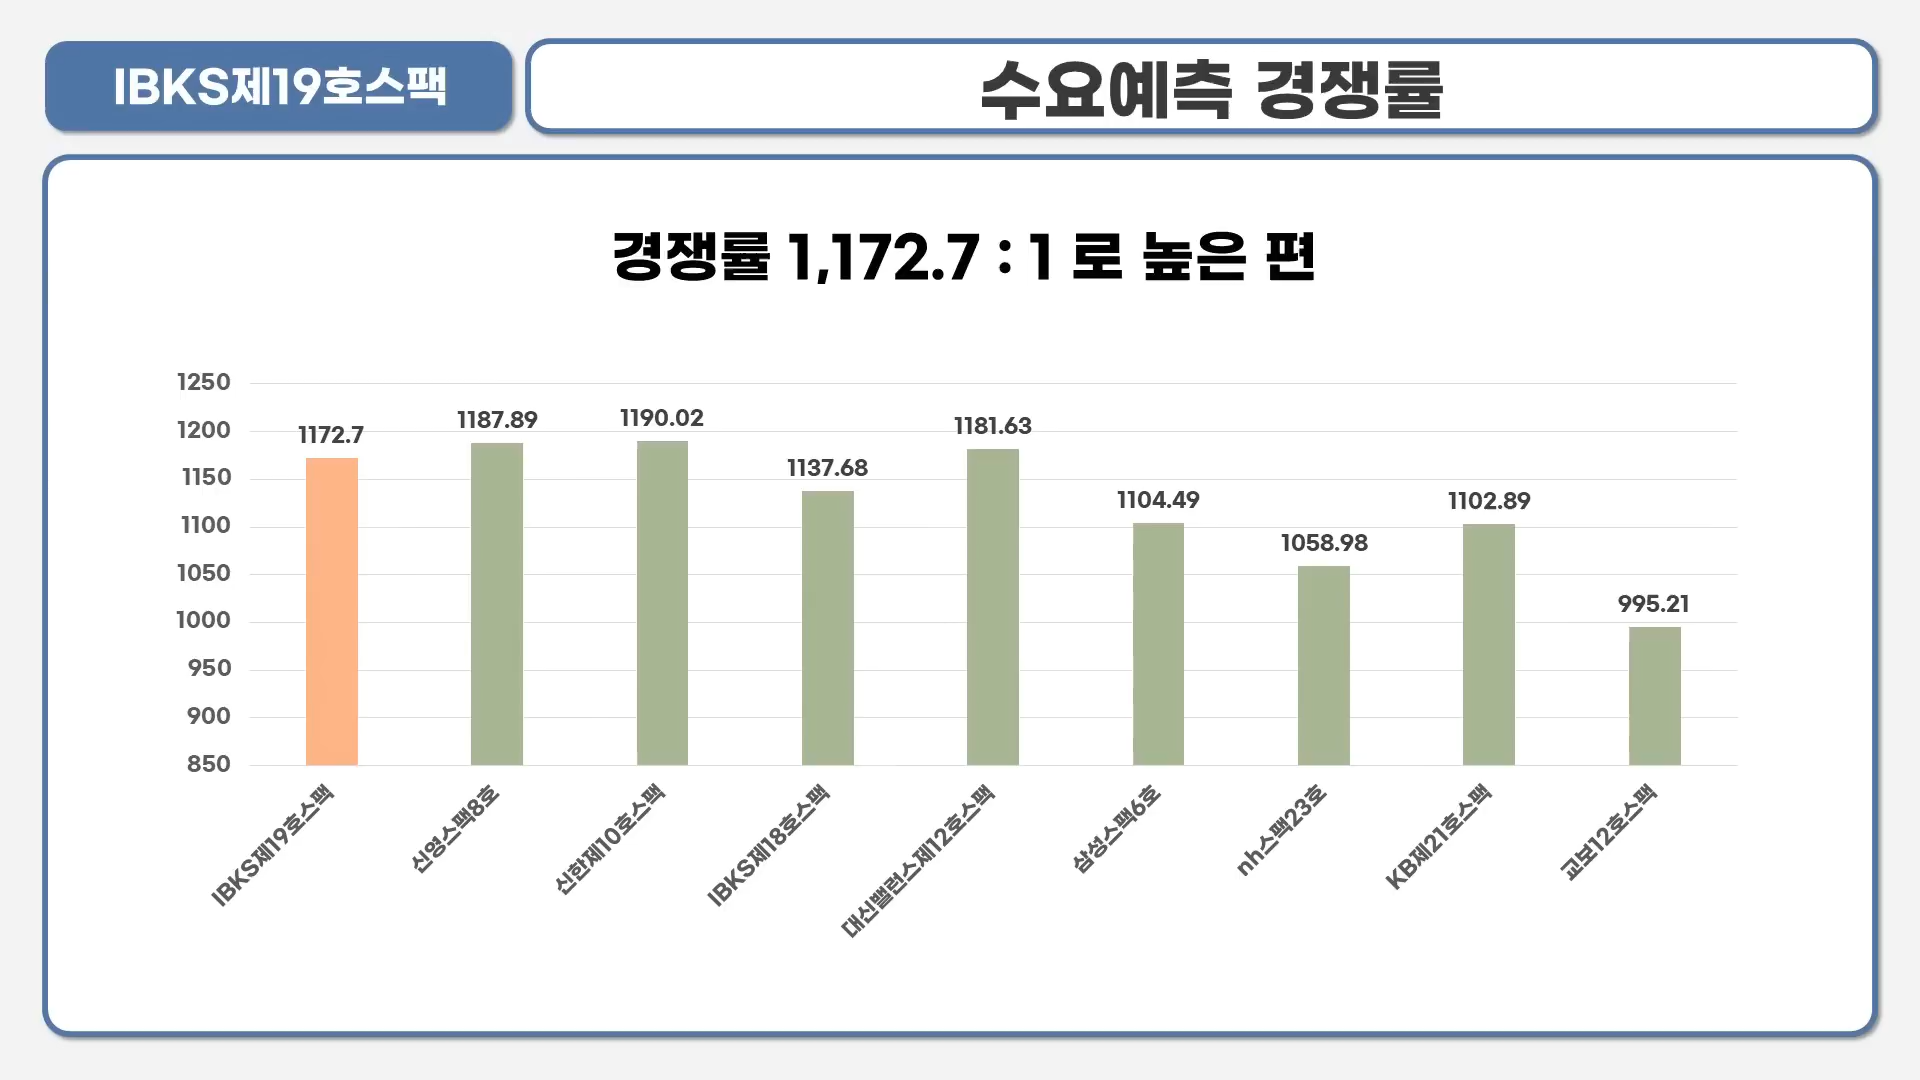 IBKS제19호스팩
수요예측 경쟁률
경쟁률 1,172.7 : 1 로 높은 편
1250
1200
1150
1100
1050
1000
950
900
850
1172.7
1187.89
1190.02
1137.68
1181.63
1104.49
1058.98
1102.89
995.21
IBKS제19호스팩
신영스팩8호
신한제10호스팩
IBKS제18호스팩
대신밸런스제12호스팩
삼성스팩6호
nh스팩23호
KB제21호스팩
교보12호스팩